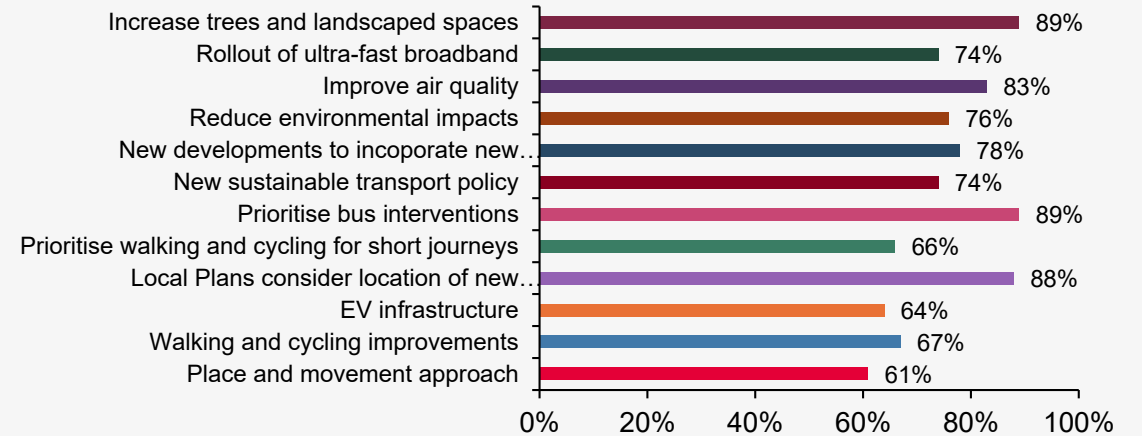 Increase trees and landscaped spaces 89%
Rollout of ultra-fast broadband 74%
Improve air quality 83%
Reduce environmental impacts 76%
New developments to incoporate new… 78%
New sustainable transport policy 74%
Prioritise bus interventions 89%
Prioritise walking and cycling for short journeys 66%
Local Plans consider location of new… 88%
EV infrastructure 64%
Walking and cycling improvements 67%
Place and movement approach 61%
0% 20% 40% 60% 80% 100%